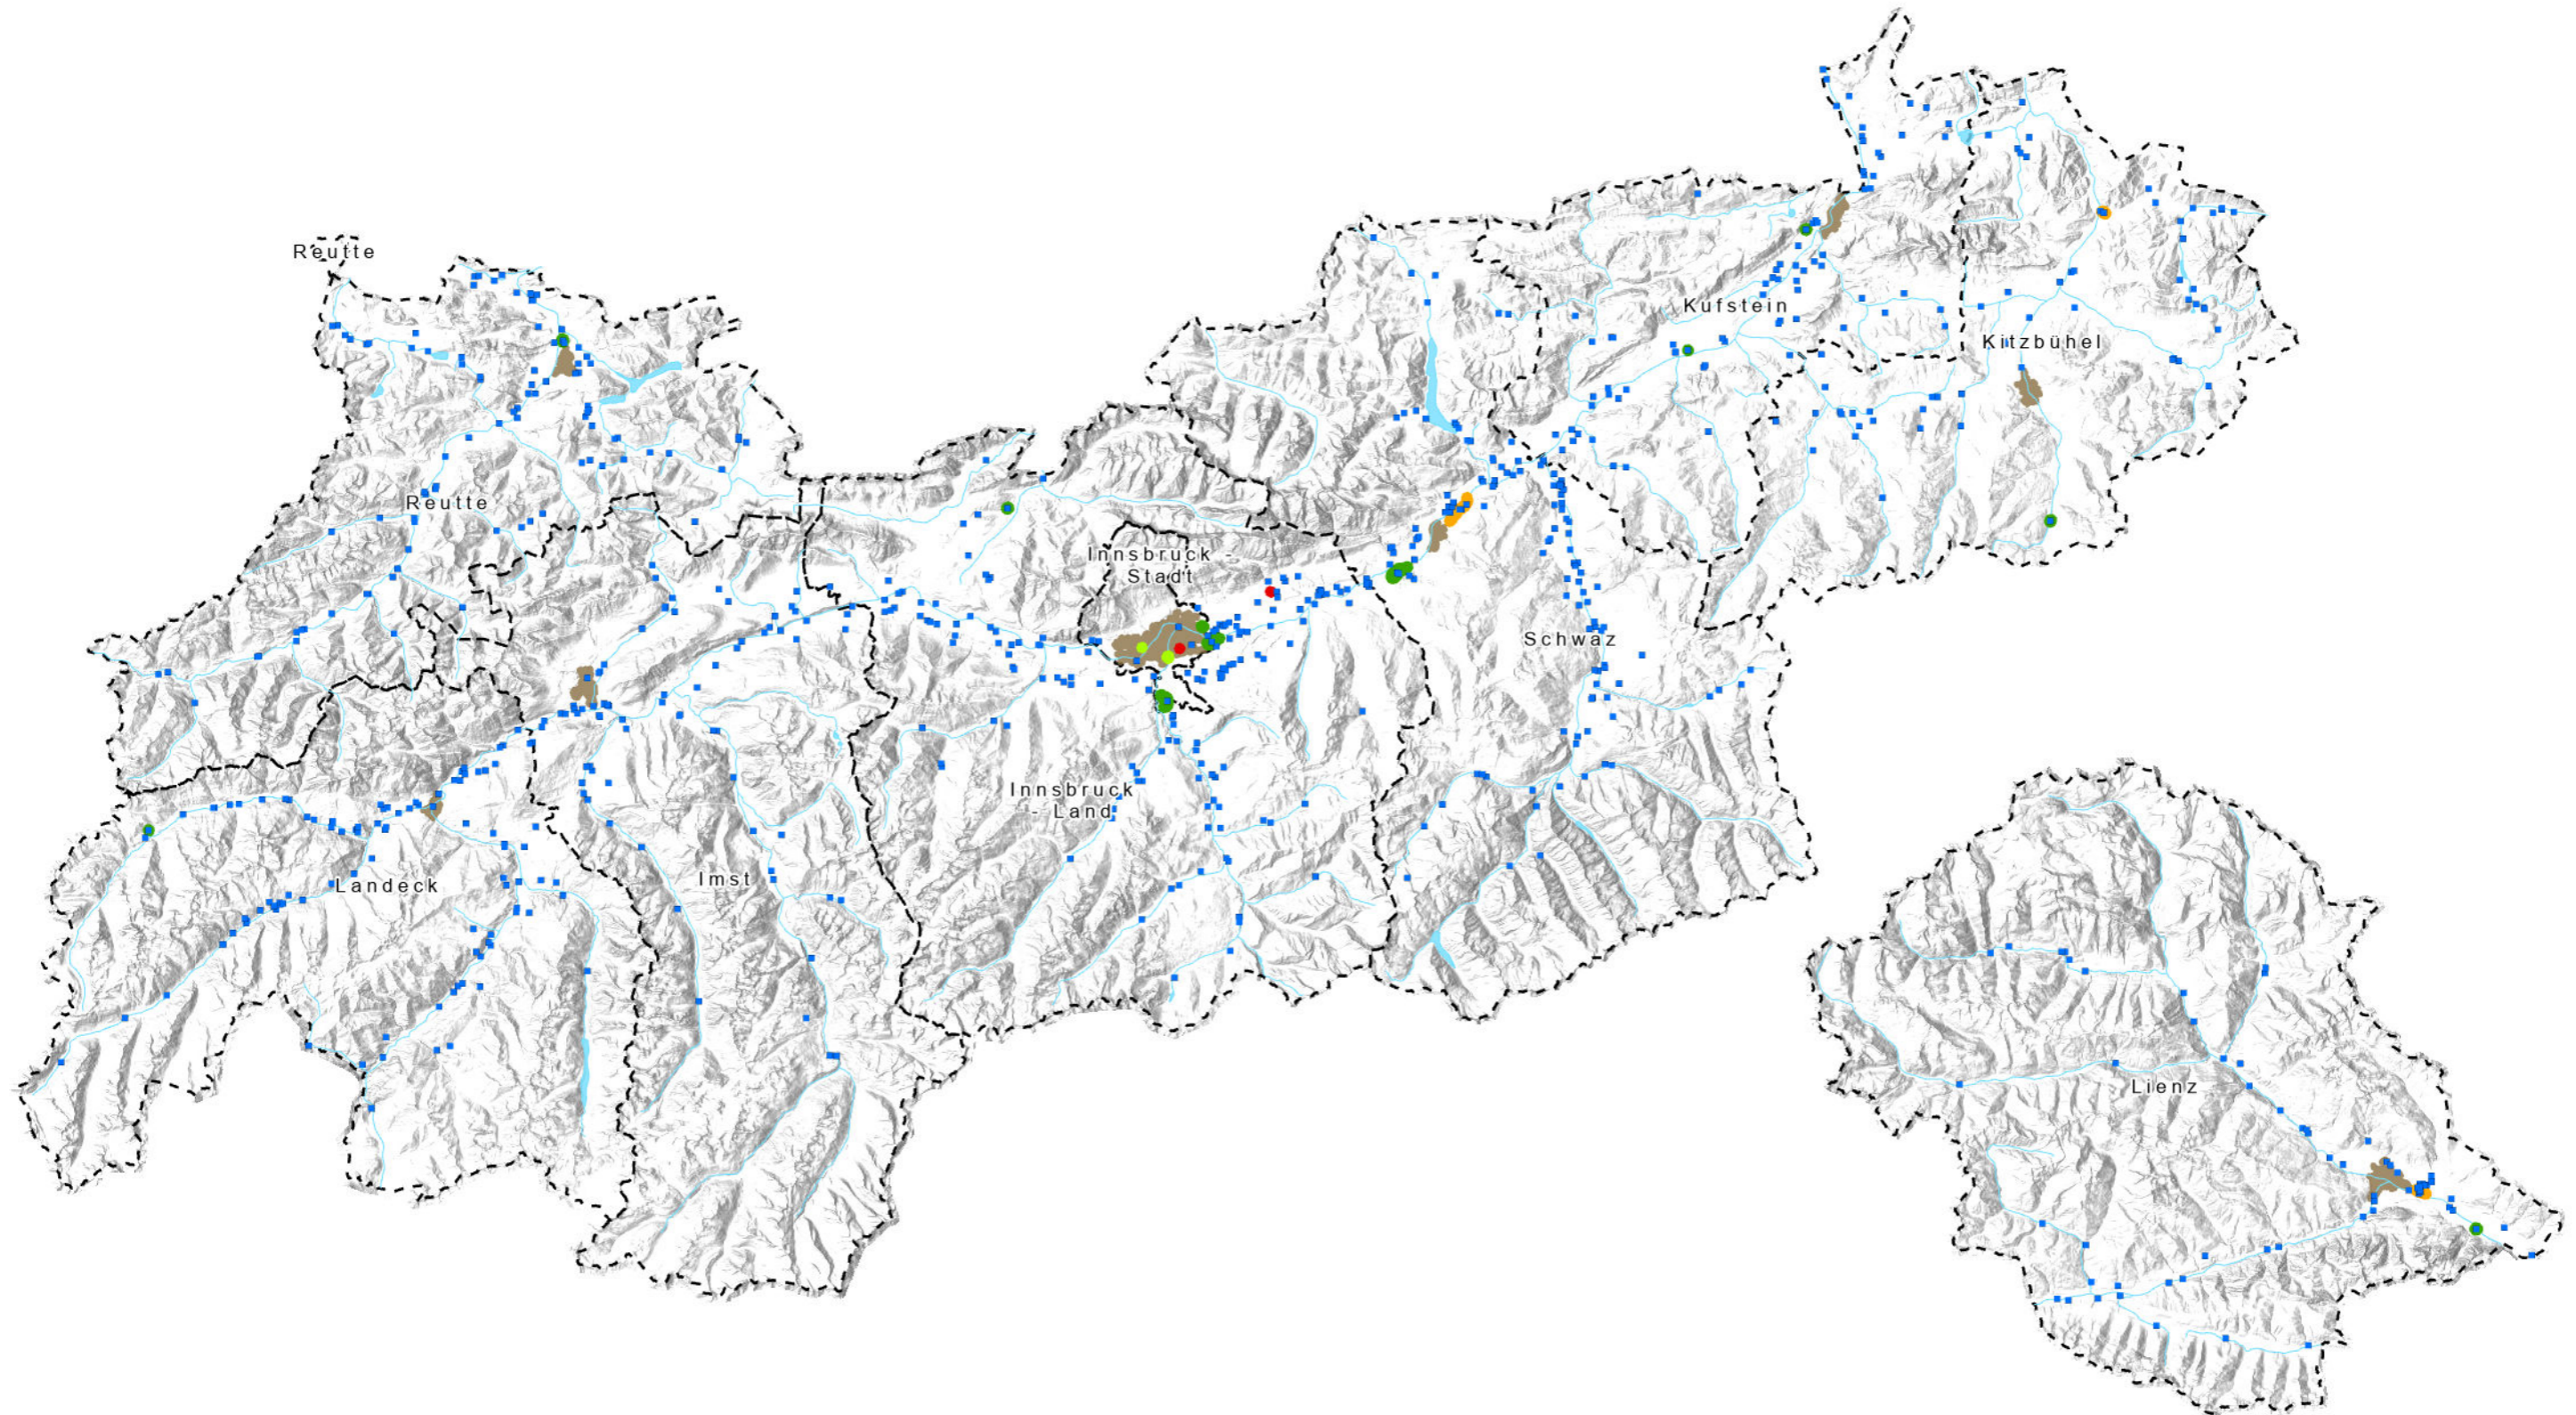 Reutte
Kufstein
Kitzbühel
Reutte
Innsbruck -
Stadt
Schwaz
Innsbruck
- Land
Landeck
Imst
Lienz